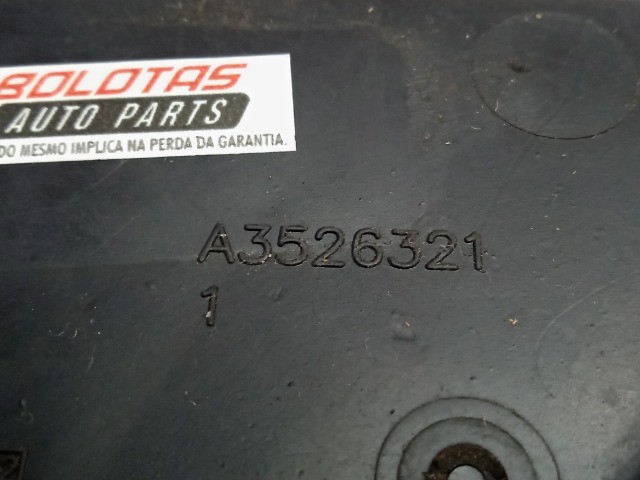 BOLOTAS
AUTO PARTS
DO MESMO IMPLICA NA PERDA DA GARANTIA.
A3526321
1